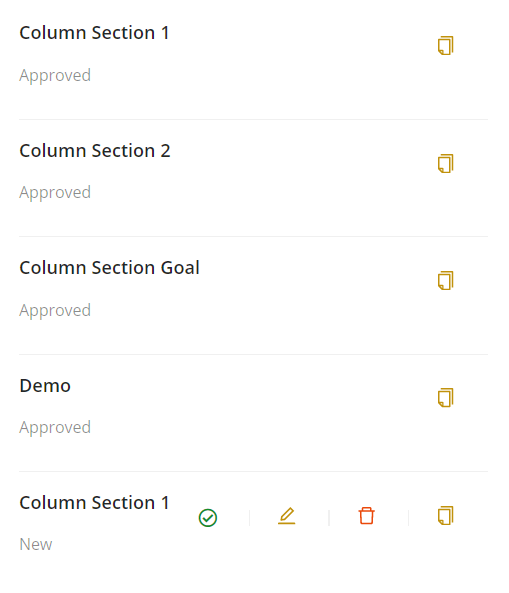 Column Section 1
Approved
Column Section 2
Approved
Column Section Goal
Approved
Demo
Approved
Column Section 1
New